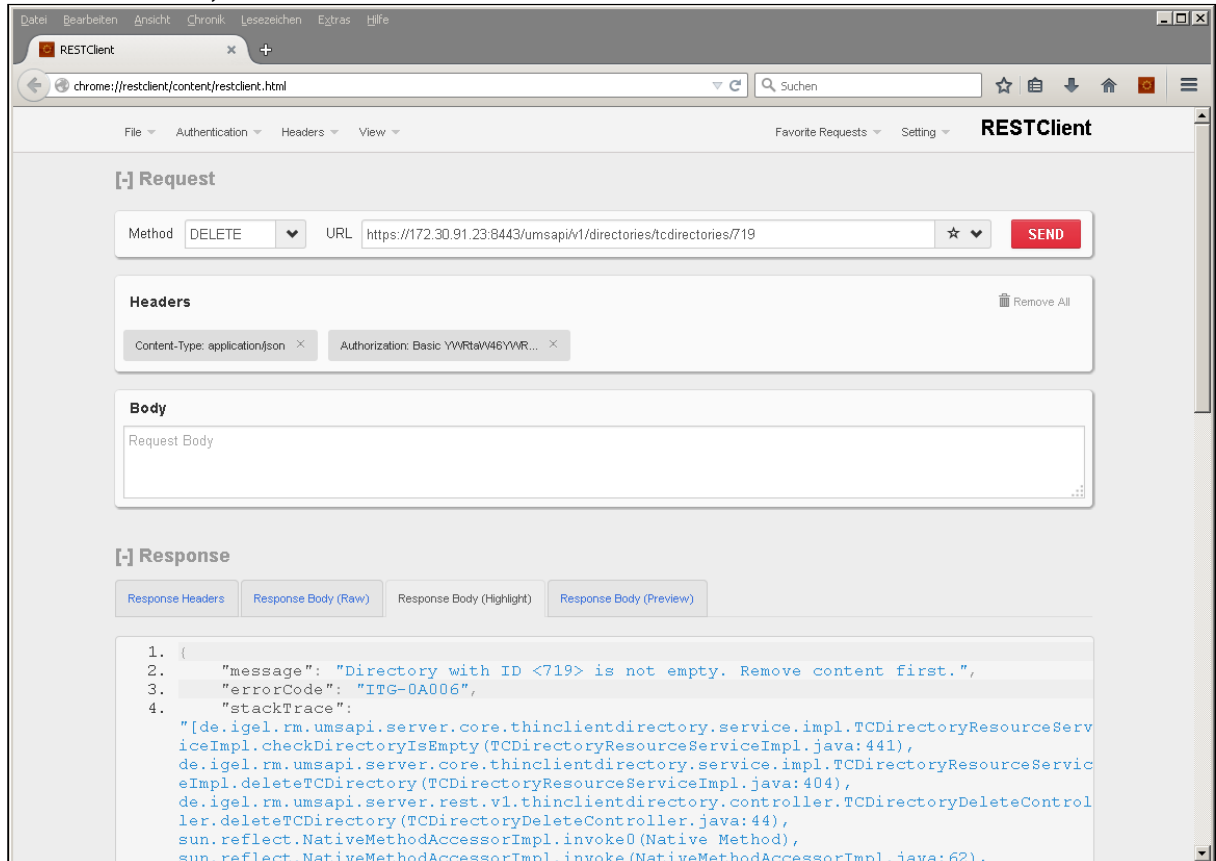 Datei Bearbeiten Ansicht Chronik Lesezeichen Extras Hilfe
RESTClient × +
chrome://restclient/content/restclient.html Suchen
File Authentication Headers View Favorite Requests Setting RESTClient
[-] Request
Method DELETE URL https://172.30.91.23:8443/umsapi/v1/directories/tcdirectories/719 SEND
Headers Remove All
Content-Type: application/json × Authorization: Basic YWRtaW46YWR... ×
Body
Request Body
[-] Response
Response Headers Response Body (Raw) Response Body (Highlight) Response Body (Preview)
1. {
2. "message": "Directory with ID <719> is not empty. Remove content first.",
3. "errorCode": "ITG-0A006",
4. "stackTrace":
"[de.igel.rm.umsapi.server.core.thinclientdirectory.service.impl.TCDirectoryResourceServ
iceImpl.checkDirectoryIsEmpty(TCDirectoryResourceServiceImpl.java:441),
de.igel.rm.umsapi.server.core.thinclientdirectory.service.impl.TCDirectoryResourceServic
eImpl.deleteTCDirectory(TCDirectoryResourceServiceImpl.java:404),
de.igel.rm.umsapi.server.rest.v1.thinclientdirectory.controller.TCDirectoryDeleteControl
ler.deleteTCDirectory(TCDirectoryDeleteController.java:44),
sun.reflect.NativeMethodAccessorImpl.invoke0(Native Method),
sun.reflect.NativeMethodAccessorImpl.invoke(NativeMethodAccessorImpl.java:62),